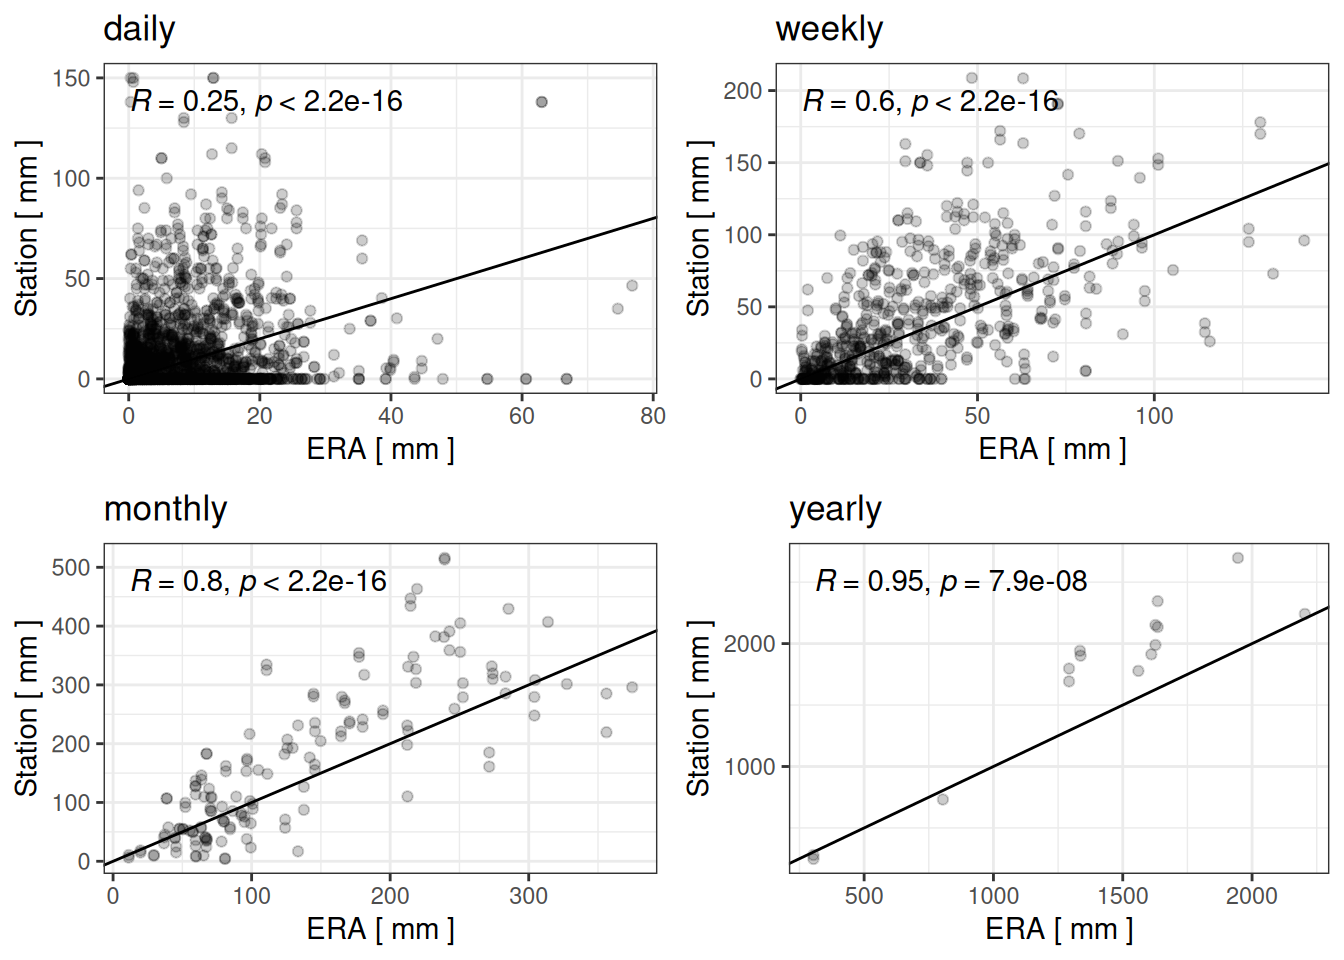 daily
R = 0.25, p < 2.2e-16
150
100
50
0
0 20 40 60 80
Station [ mm ]
ERA [ mm ]
weekly
R = 0.6, p < 2.2e-16
200
150
100
50
0
0 50 100
Station [ mm ]
ERA [ mm ]
monthly
R = 0.8, p < 2.2e-16
500
400
300
200
100
0
0 100 200 300
Station [ mm ]
ERA [ mm ]
yearly
R = 0.95, p = 7.9e-08
2000
1000
500 1000 1500 2000
Station [ mm ]
ERA [ mm ]